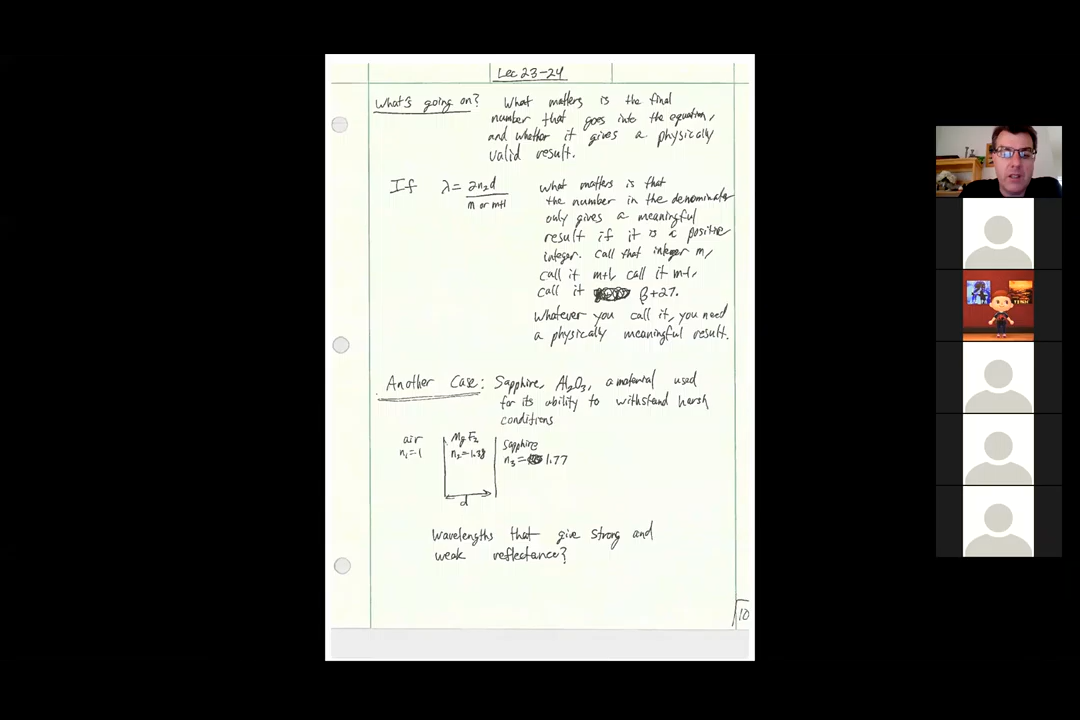 Lec 23-24
What's going on? What matters is the final
number that goes into the equation,
and whether it gives a physically
valid result.
If λ = 2n₂d / m or m+1
What matters is that
the number in the denominator
only gives a meaningful
result if it is a positive
integer. Call that integer m,
call it m+1, call it m-1,
call it β+27.
Whatever you call it, you need
a physically meaningful result.
Another Case: Sapphire, Al₂O₃, a material used
for its ability to withstand harsh
conditions
air
n₁=1
MgF₂
n₂=1.38
Sapphire
n₃= 1.77
d
Wavelengths that give strong and
weak reflectance?
10